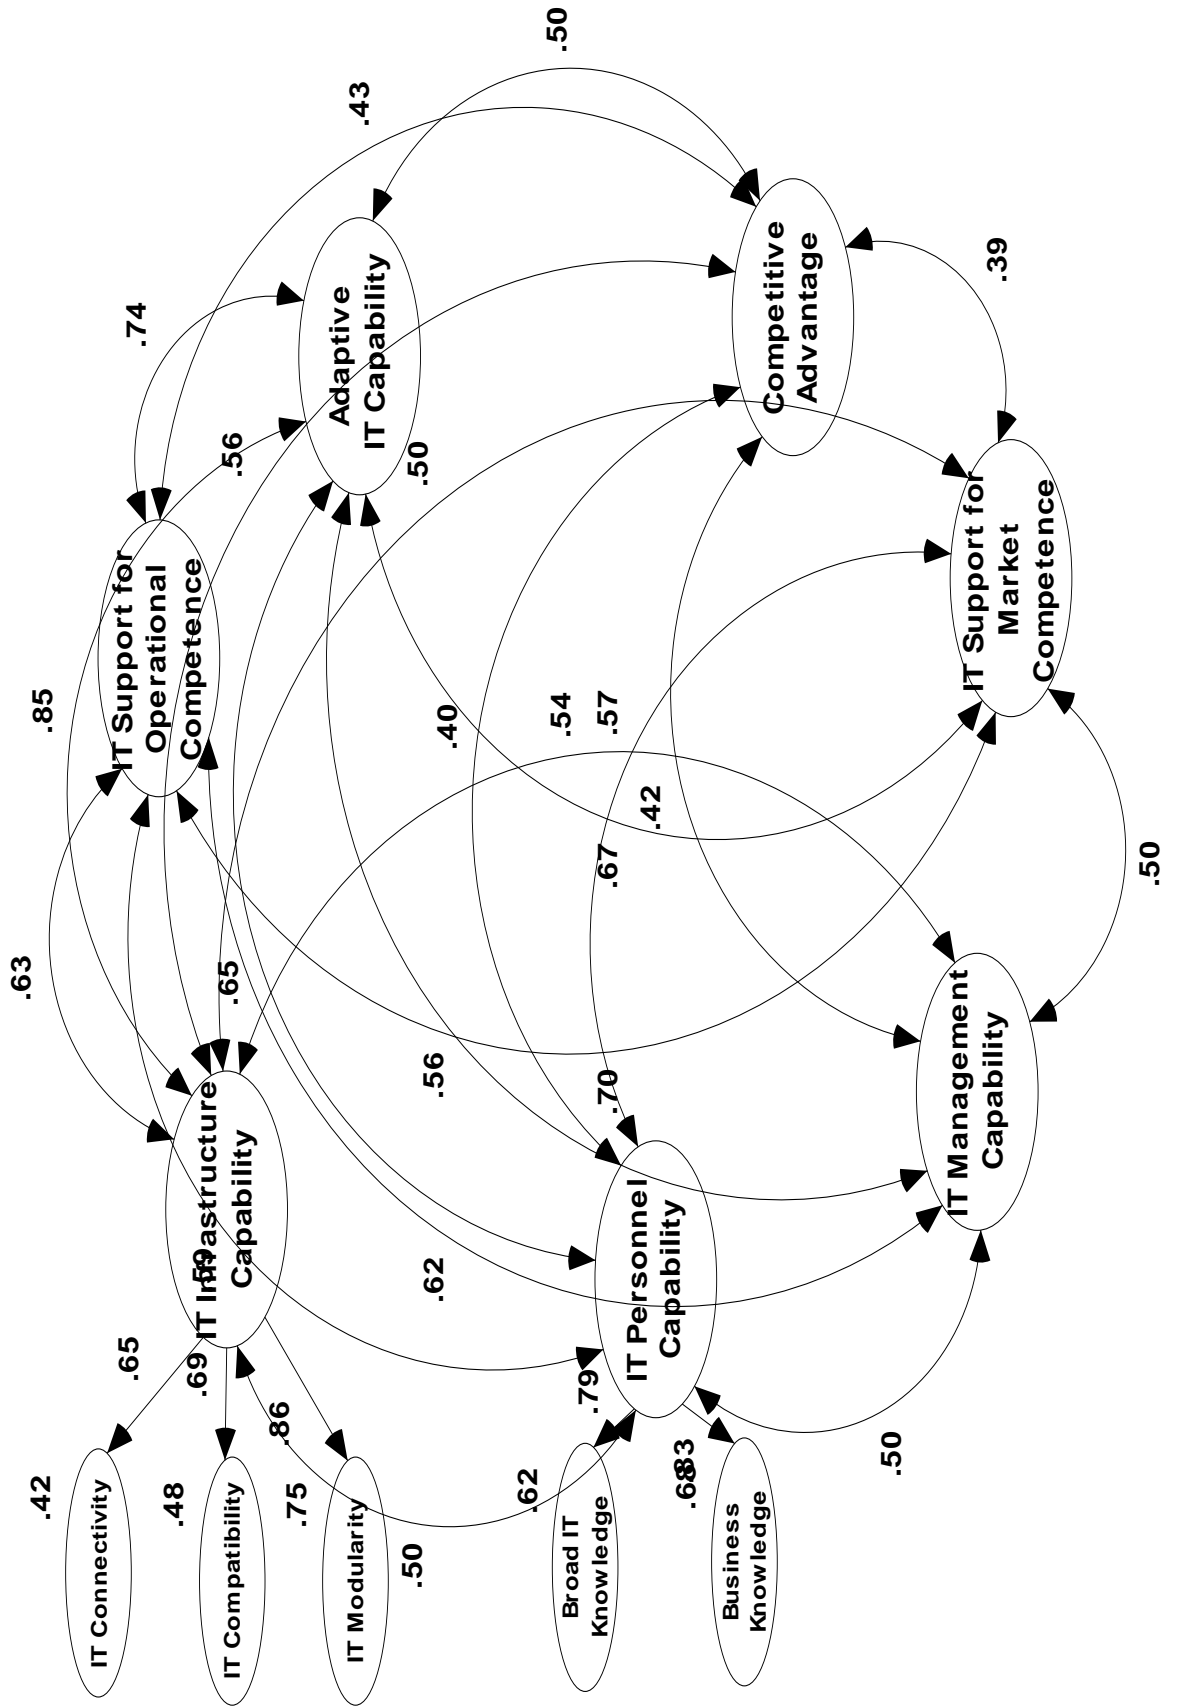 .63
.42
.85
IT Connectivity
IT Support for
Operational
Competence
.65
.74
.48
.69
.59
IT Infrastructure
Capability
.65
.56
IT Compatibility
.86
.75
IT Modularity
Adaptive
IT Capability
.43
.50
.50
.62
.56
.40
.62
.54
.50
Broad IT
Knowledge
.79
.70
.67
.57
IT Personnel
Capability
.42
.68
.83
Business
Knowledge
Competitive
Advantage
.50
IT Management
Capability
.39
IT Support for
Market
Competence
.50